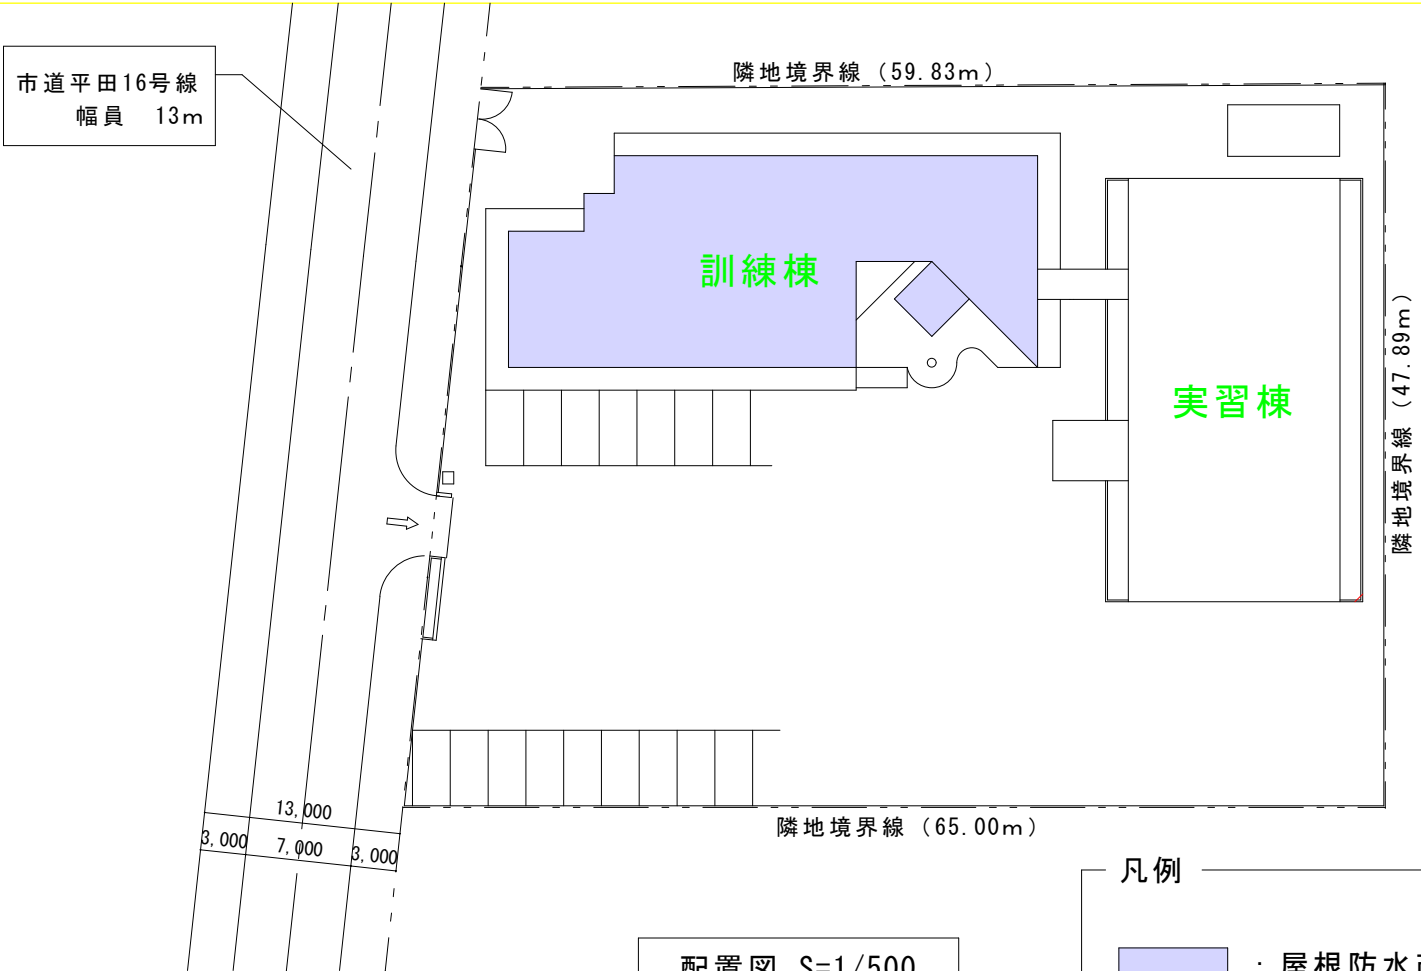 市道平田16号線
幅員 13m
隣地境界線 (59.83m)
訓練棟
実習棟
隣地境界線 (47.89m)
13,000
3,000 7,000 3,000
隣地境界線 (65.00m)
凡例
配置図 S=1/500
: 屋根防水